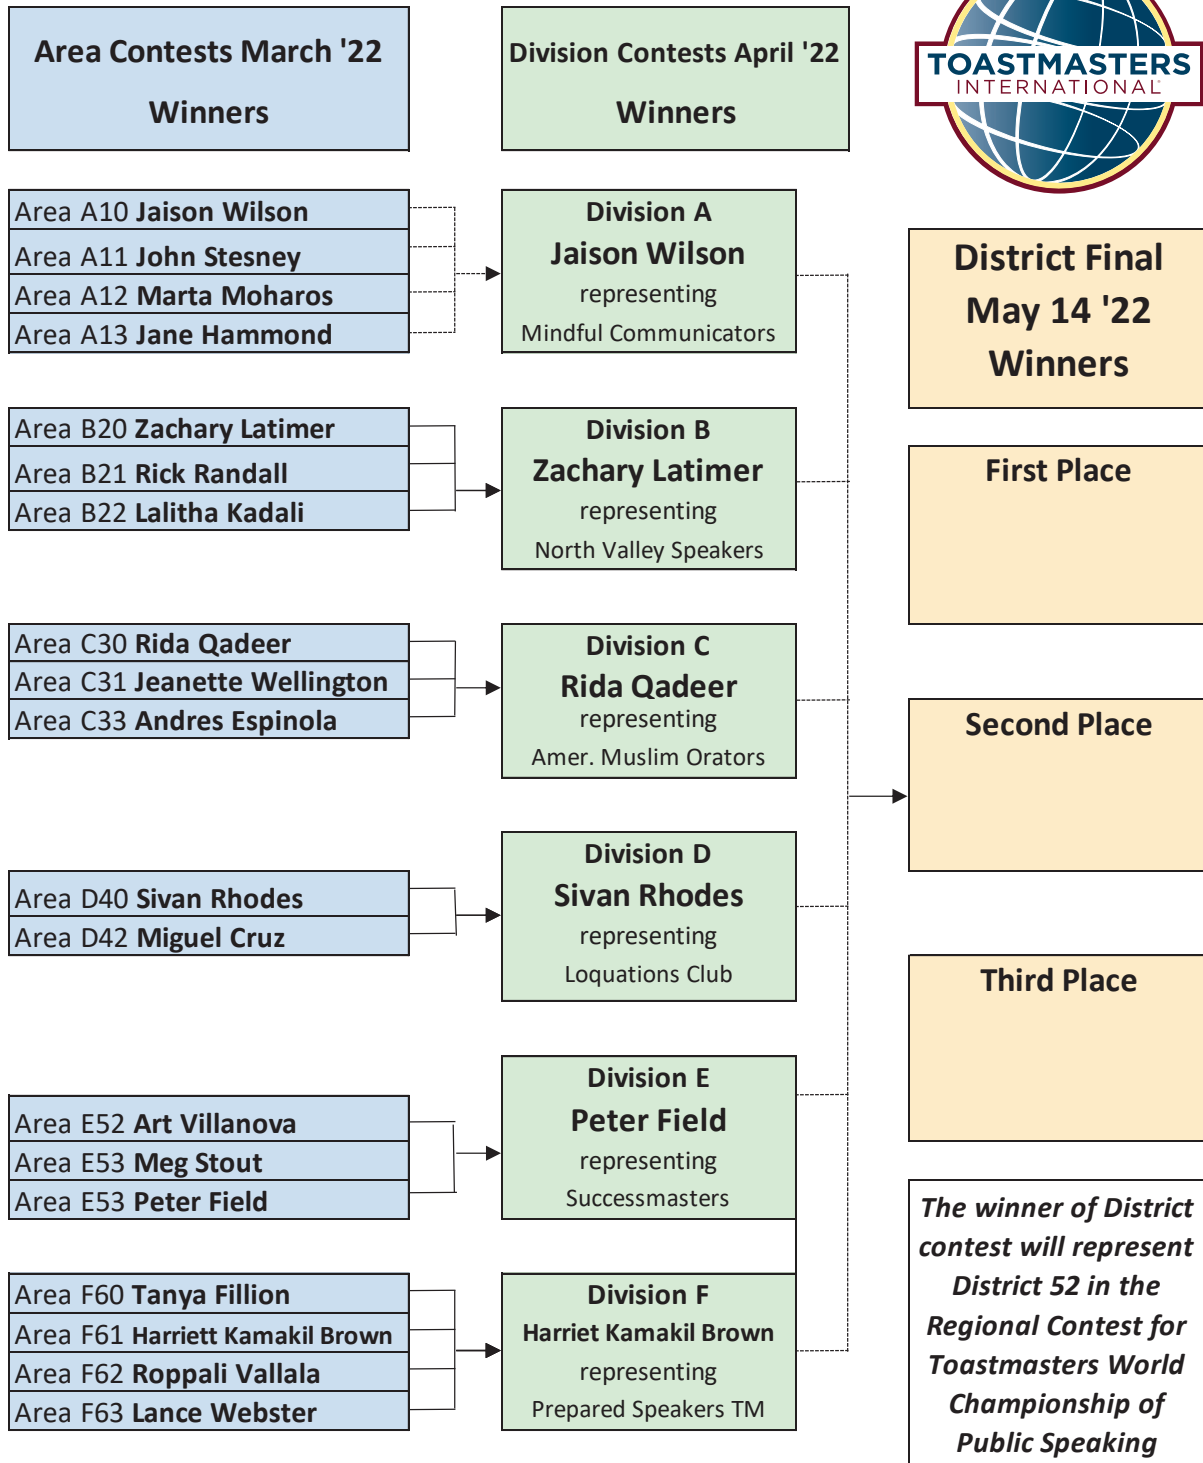 Area Contests March '22
Winners
Division Contests April '22
Winners
TOASTMASTERS
INTERNATIONAL
Area A10 Jaison Wilson
Area A11 John Stesney
Area A12 Marta Moharos
Area A13 Jane Hammond
Division A
Jaison Wilson
representing
Mindful Communicators
District Final
May 14 '22
Winners
Area B20 Zachary Latimer
Area B21 Rick Randall
Area B22 Lalitha Kadali
Division B
Zachary Latimer
representing
North Valley Speakers
First Place
Area C30 Rida Qadeer
Area C31 Jeanette Wellington
Area C33 Andres Espinola
Division C
Rida Qadeer
representing
Amer. Muslim Orators
Second Place
Area D40 Sivan Rhodes
Area D42 Miguel Cruz
Division D
Sivan Rhodes
representing
Loquations Club
Third Place
Area E52 Art Villanova
Area E53 Meg Stout
Area E53 Peter Field
Division E
Peter Field
representing
Successmasters
Area F60 Tanya Fillion
Area F61 Harriett Kamakil Brown
Area F62 Roppali Vallala
Area F63 Lance Webster
Division F
Harriet Kamakil Brown
representing
Prepared Speakers TM
The winner of District
contest will represent
District 52 in the
Regional Contest for
Toastmasters World
Championship of
Public Speaking